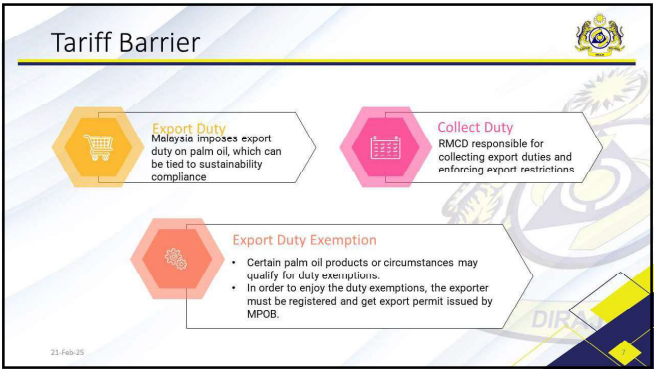 Tariff Barrier
Export Duty
Malaysia imposes export
duty on palm oil, which can
be tied to sustainability
compliance
Collect Duty
RMCD responsible for
collecting export duties and
enforcing export restrictions
Export Duty Exemption
• Certain palm oil products or circumstances may
qualify for duty exemptions.
• In order to enjoy the duty exemptions, the exporter
must be registered and get export permit issued by
MPOB.
DIRA
21-Feb-25
7